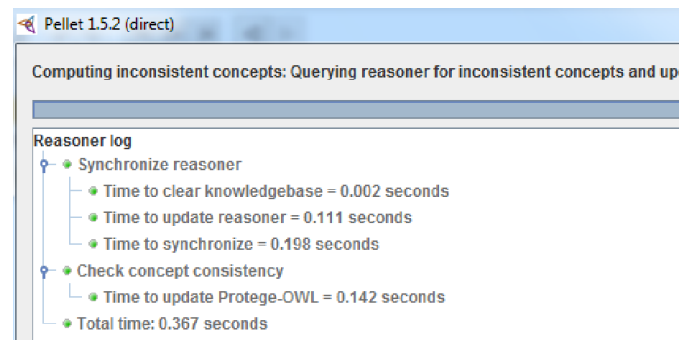 Pellet 1.5.2 (direct)
Computing inconsistent concepts: Querying reasoner for inconsistent concepts and up
Reasoner log
Synchronize reasoner
Time to clear knowledgebase = 0.002 seconds
Time to update reasoner = 0.111 seconds
Time to synchronize = 0.198 seconds
Check concept consistency
Time to update Protege-OWL = 0.142 seconds
Total time: 0.367 seconds